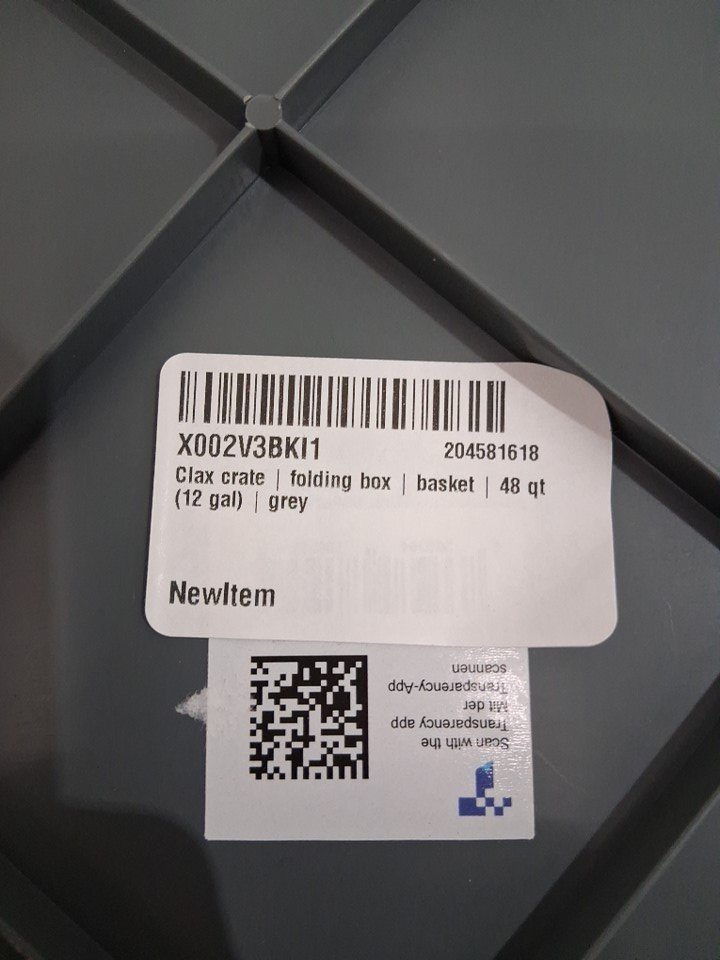 X002V3BKI1 204581618
Clax crate | folding box | basket | 48 qt
(12 gal) | grey
NewItem
Scan with the
Transparency app
Mit der
Transparency-App
scannen